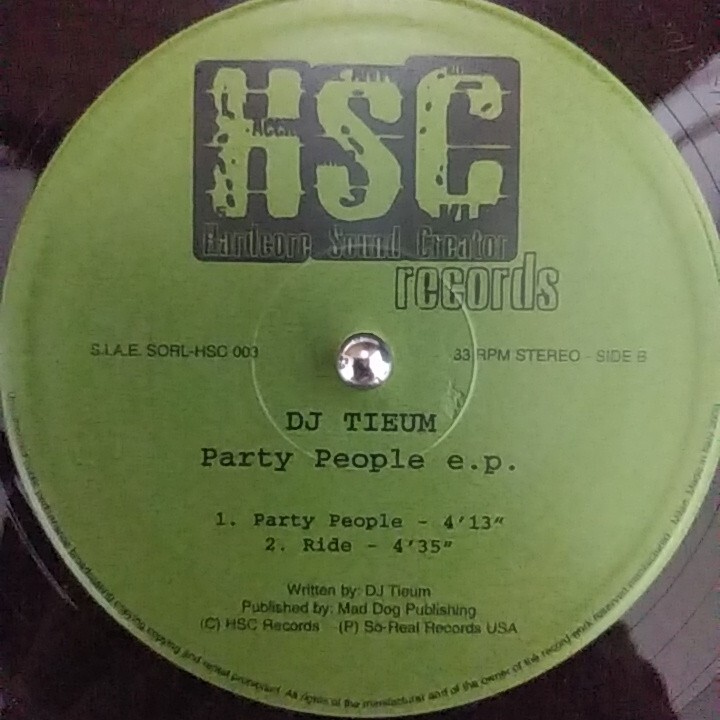 HSC
Hardcore Sound Creator
records
S.I.A.E. SORL-HSC 003
33 RPM STEREO - SIDE B
DJ TIEUM
Party People e.p.
1. Party People - 4'13"
2. Ride - 4'35"
Written by: DJ Tieum
Published by: Mad Dog Publishing
(C) HSC Records (P) So-Real Records USA
copying and prohibited. All rights of the manufacturer and of the owner of the record work reserved